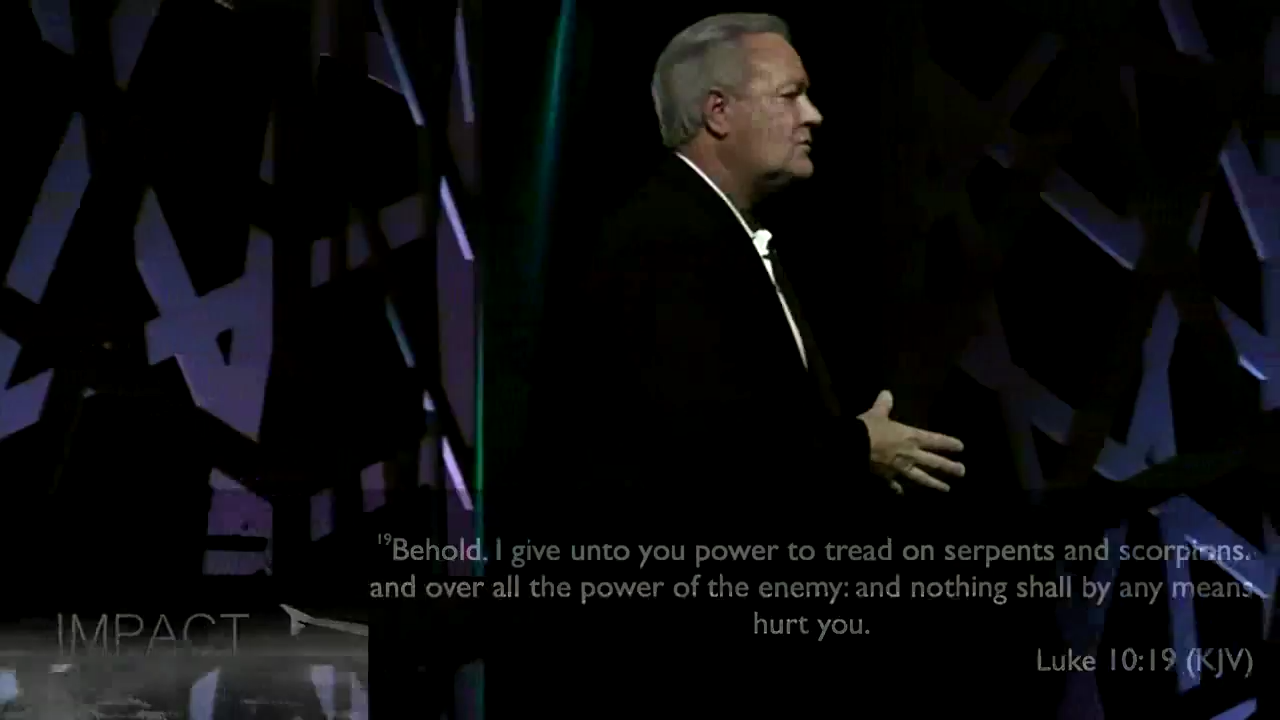 ¹⁹Behold, I give unto you power to tread on serpents and scorpions,
and over all the power of the enemy: and nothing shall by any means
hurt you.
Luke 10:19 (KJV)
IMPACT